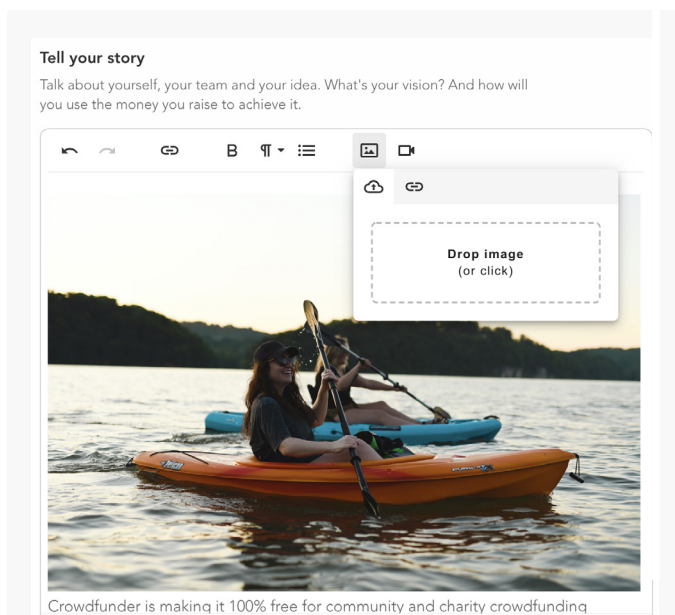 Tell your story
Talk about yourself, your team and your idea. What's your vision? And how will
you use the money you raise to achieve it.
B
Drop image
(or click)
PELICAN
Crowdfunder is making it 100% free for community and charity crowdfunding